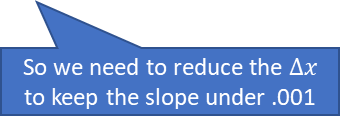 So we need to reduce the Δ𝑥
to keep the slope under .001